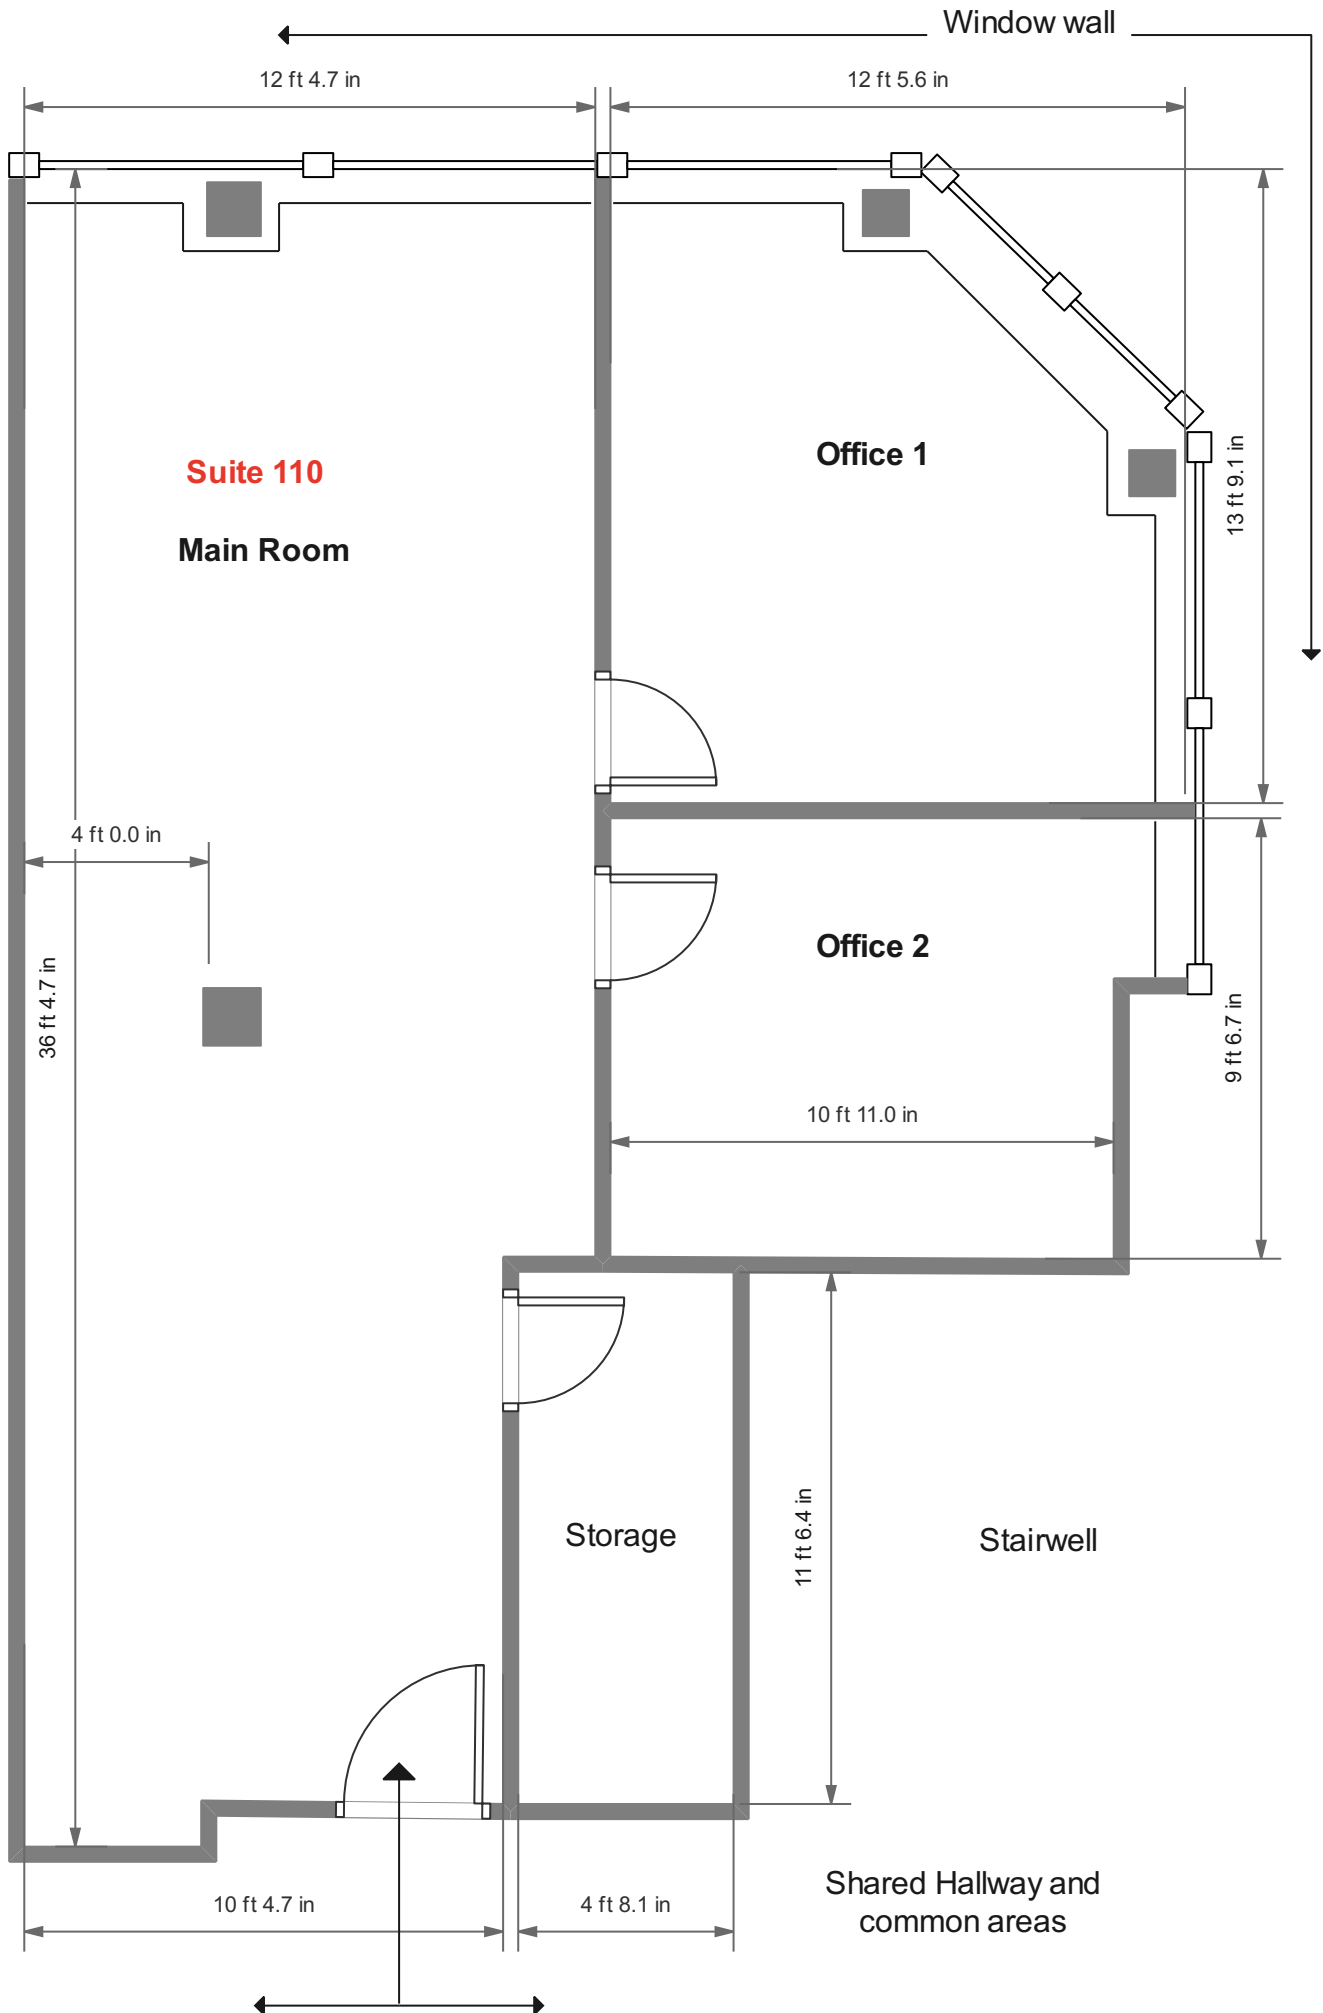 Window wall
12 ft 4.7 in
12 ft 5.6 in
Office 1
13 ft 9.1 in
Suite 110
Main Room
4 ft 0.0 in
Office 2
36 ft 4.7 in
9 ft 6.7 in
10 ft 11.0 in
Storage
11 ft 6.4 in
Stairwell
Shared Hallway and
common areas
10 ft 4.7 in
4 ft 8.1 in